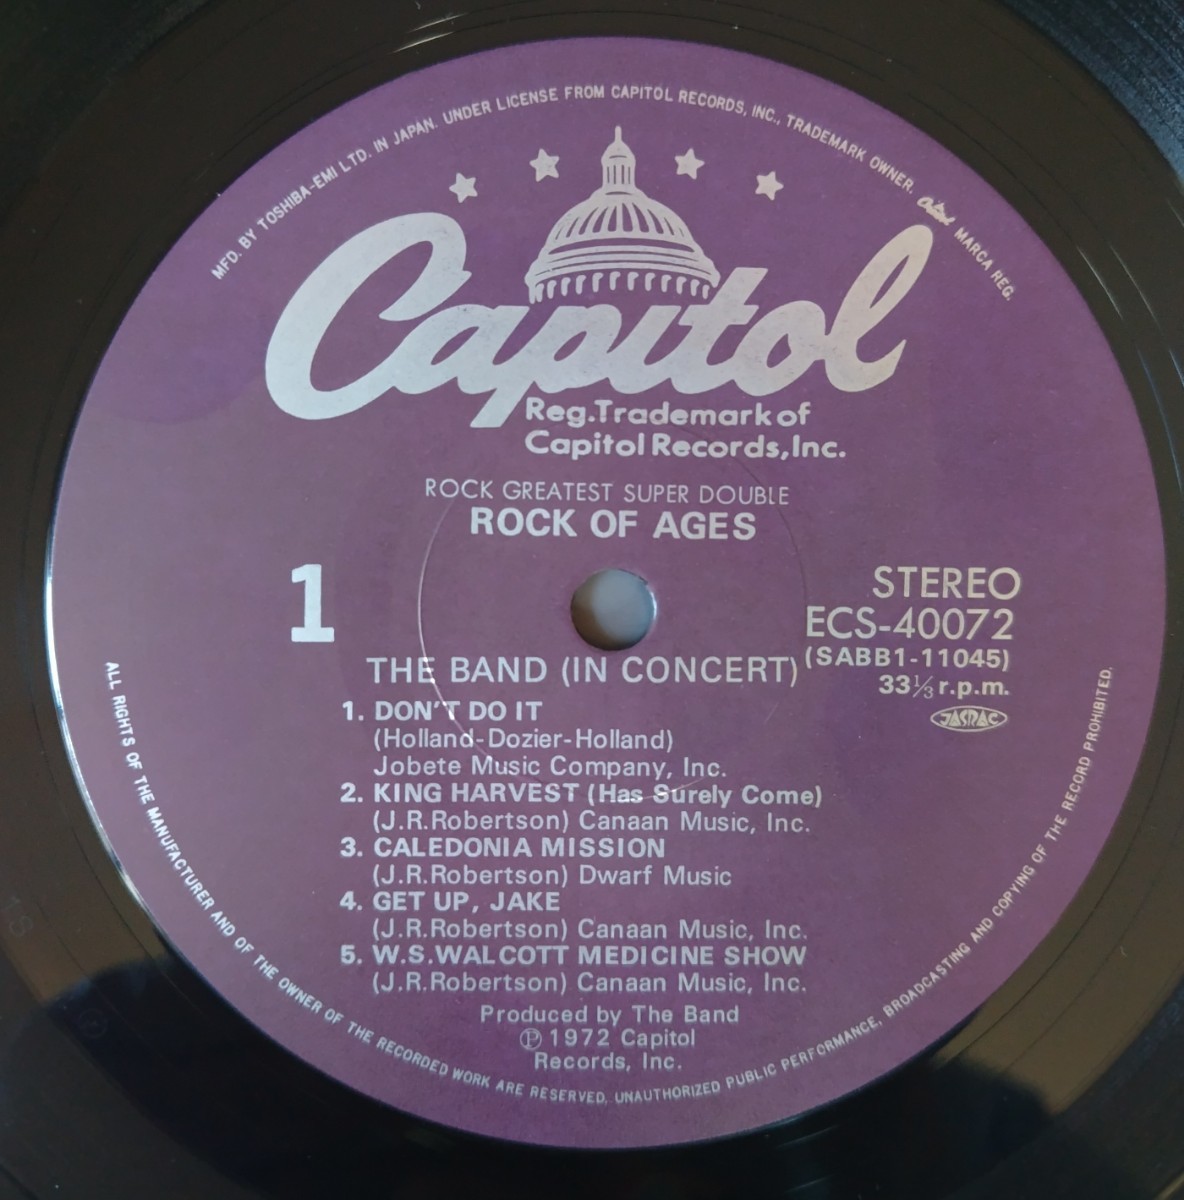 MFD. BY TOSHIBA-EMI LTD. IN JAPAN. UNDER LICENSE FROM CAPITOL RECORDS, INC., TRADEMARK OWNER. Capitol MARCA REG.
Capitol
Reg.Trademark of
Capitol Records,Inc.
ROCK GREATEST SUPER DOUBLE
ROCK OF AGES
1
STEREO
ECS-40072
(SABB1-11045)
33⅓ r.p.m.
JASRAC
THE BAND (IN CONCERT)
1. DON'T DO IT
(Holland-Dozier-Holland)
Jobete Music Company, Inc.
2. KING HARVEST (Has Surely Come)
(J.R.Robertson) Canaan Music, Inc.
3. CALEDONIA MISSION
(J.R.Robertson) Dwarf Music
4. GET UP, JAKE
(J.R.Robertson) Canaan Music, Inc.
5. W.S.WALCOTT MEDICINE SHOW
(J.R.Robertson) Canaan Music, Inc.
Produced by The Band
Ⓟ 1972 Capitol
Records, Inc.
ALL RIGHTS OF THE MANUFACTURER AND OF THE OWNER OF THE RECORDED WORK ARE RESERVED. UNAUTHORIZED PUBLIC PERFORMANCE, BROADCASTING AND COPYING OF THE RECORD PROHIBITED.